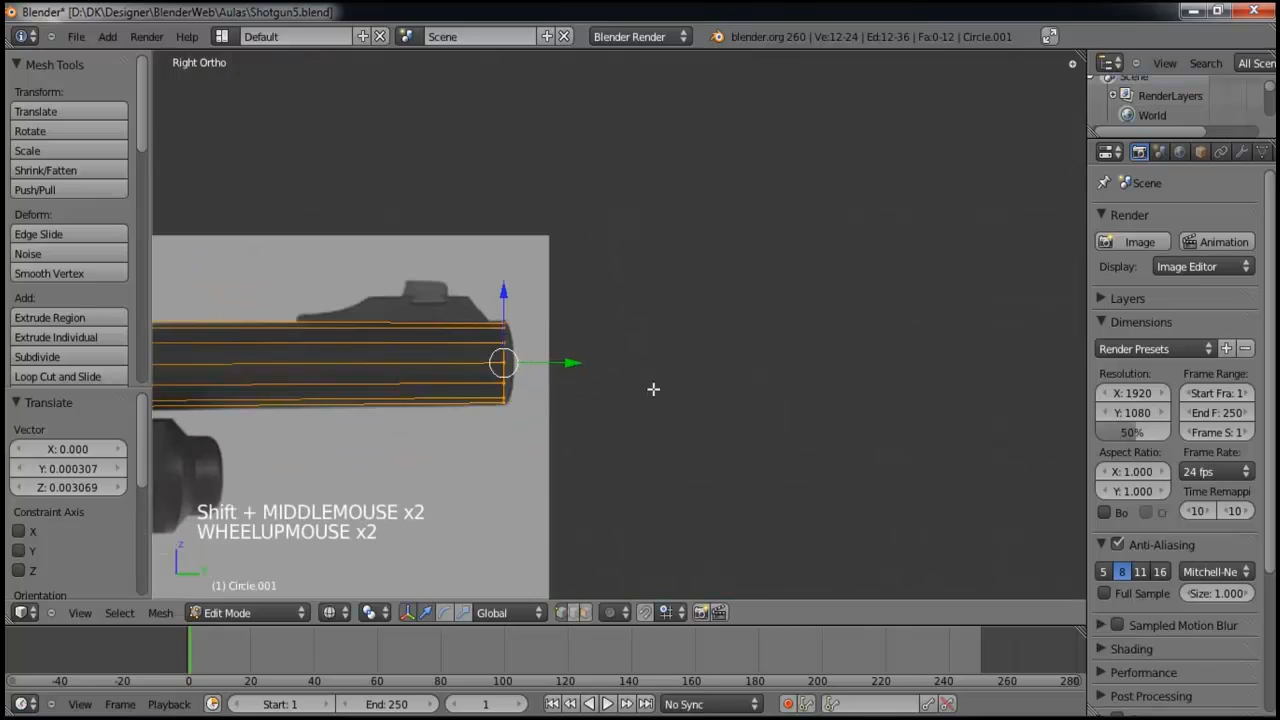 Blender* [D:\DK\Designer\BlenderWeb\Aulas\Shotgun5.blend]
File Add Render Help Default Scene Blender Render blender.org 260 | Ve:12-24 | Ed:12-36 | Fa:0-12 | Circle.001
Mesh Tools
Transform:
Translate
Rotate
Scale
Shrink/Fatten
Push/Pull
Deform:
Edge Slide
Noise
Smooth Vertex
Add:
Extrude Region
Extrude Individual
Subdivide
Loop Cut and Slide
Translate
Vector
X: 0.000
Y: 0.000307
Z: 0.003069
Constraint Axis
X
Y
Z
Orientation
Right Ortho
Shift + MIDDLEMOUSE x2
WHEELUPMOUSE x2
z
(1) Circle.001
View Select Mesh Edit Mode Global
View Search All Scen
Scene
RenderLayers
World
Scene
Render
Image Animation
Display: Image Editor
Layers
Dimensions
Render Presets
Resolution: Frame Range:
X: 1920 Start Fra: 1
Y: 1080 End F: 250
50% Frame S: 1
Aspect Ratio: Frame Rate:
X: 1.000 24 fps
Y: 1.000 Time Remappi
Bo Cr 10 10
Anti-Aliasing
5 8 11 16 Mitchell-Ne
Full Sample Size: 1.000
Sampled Motion Blur
Shading
Performance
Post Processing
-40 -20 0 20 40 60 80 100 120 140 160 180 200 220 240 260 280
View Frame Playback Start: 1 End: 250 1 No Sync